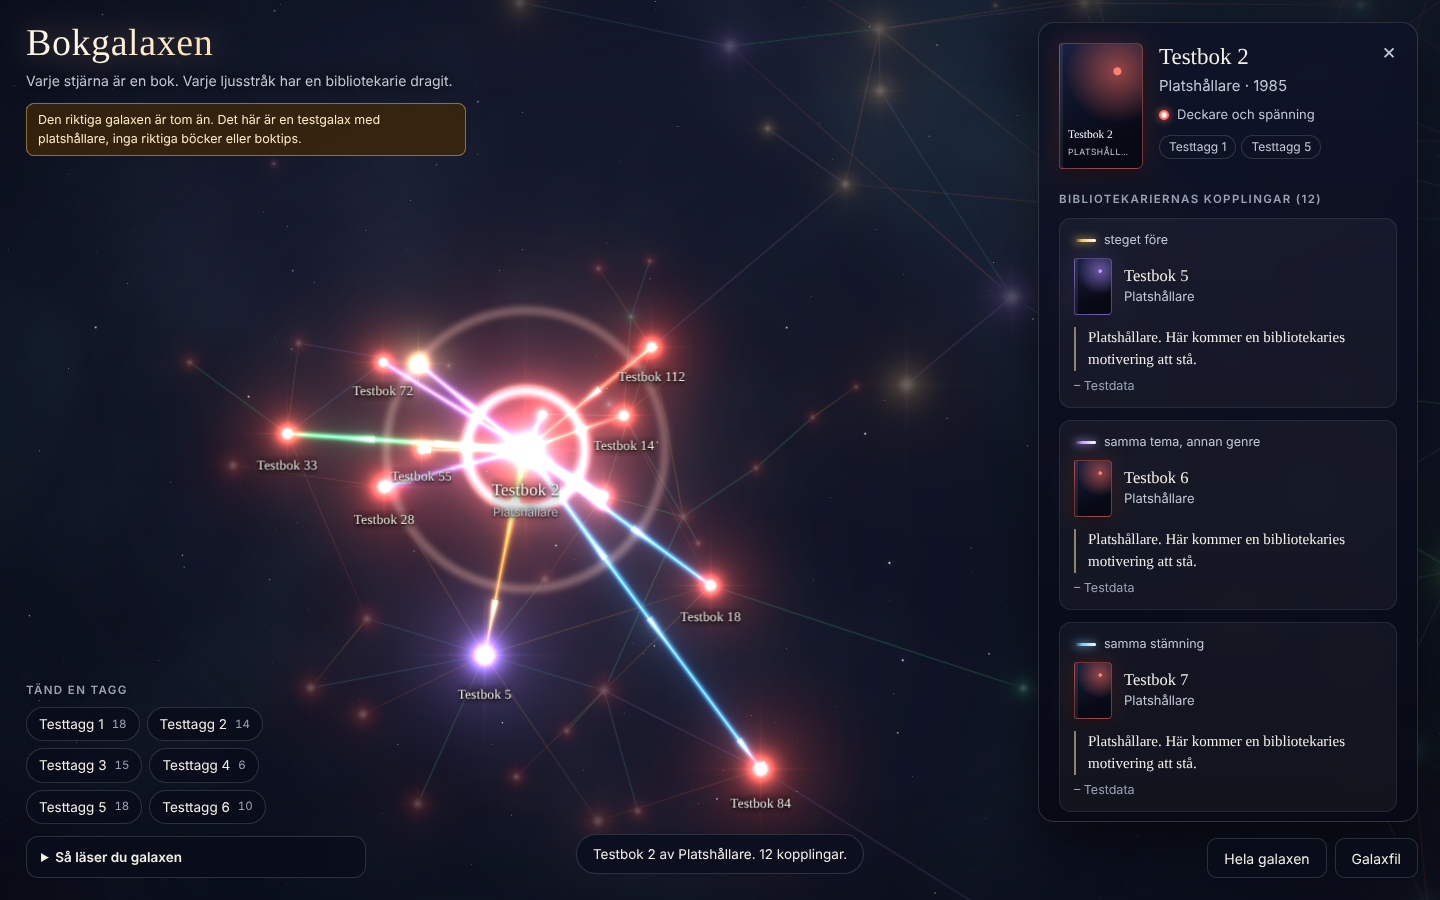 Bokgalaxen
Varje stjärna är en bok. Varje ljusstråk har en bibliotekarie dragit.
Den riktiga galaxen är tom än. Det här är en testgalax med
platshållare, inga riktiga böcker eller boktips.
Testbok 72
Testbok 112
Testbok 14
Testbok 33
Testbok 55
Testbok 2
Platshållare
Testbok 28
Testbok 18
Testbok 5
Testbok 84
TÄND EN TAGG
Testtagg 1 18
Testtagg 2 14
Testtagg 3 15
Testtagg 4 6
Testtagg 5 18
Testtagg 6 10
Så läser du galaxen
Testbok 2 av Platshållare. 12 kopplingar.
Testbok 2
PLATSHÅLL…
Testbok 2
Platshållare · 1985
Deckare och spänning
Testtagg 1
Testtagg 5
BIBLIOTEKARIERNAS KOPPLINGAR (12)
steget före
Testbok 5
Platshållare
Platshållare. Här kommer en bibliotekaries
motivering att stå.
– Testdata
samma tema, annan genre
Testbok 6
Platshållare
Platshållare. Här kommer en bibliotekaries
motivering att stå.
– Testdata
samma stämning
Testbok 7
Platshållare
Platshållare. Här kommer en bibliotekaries
motivering att stå.
– Testdata
Hela galaxen
Galaxfil